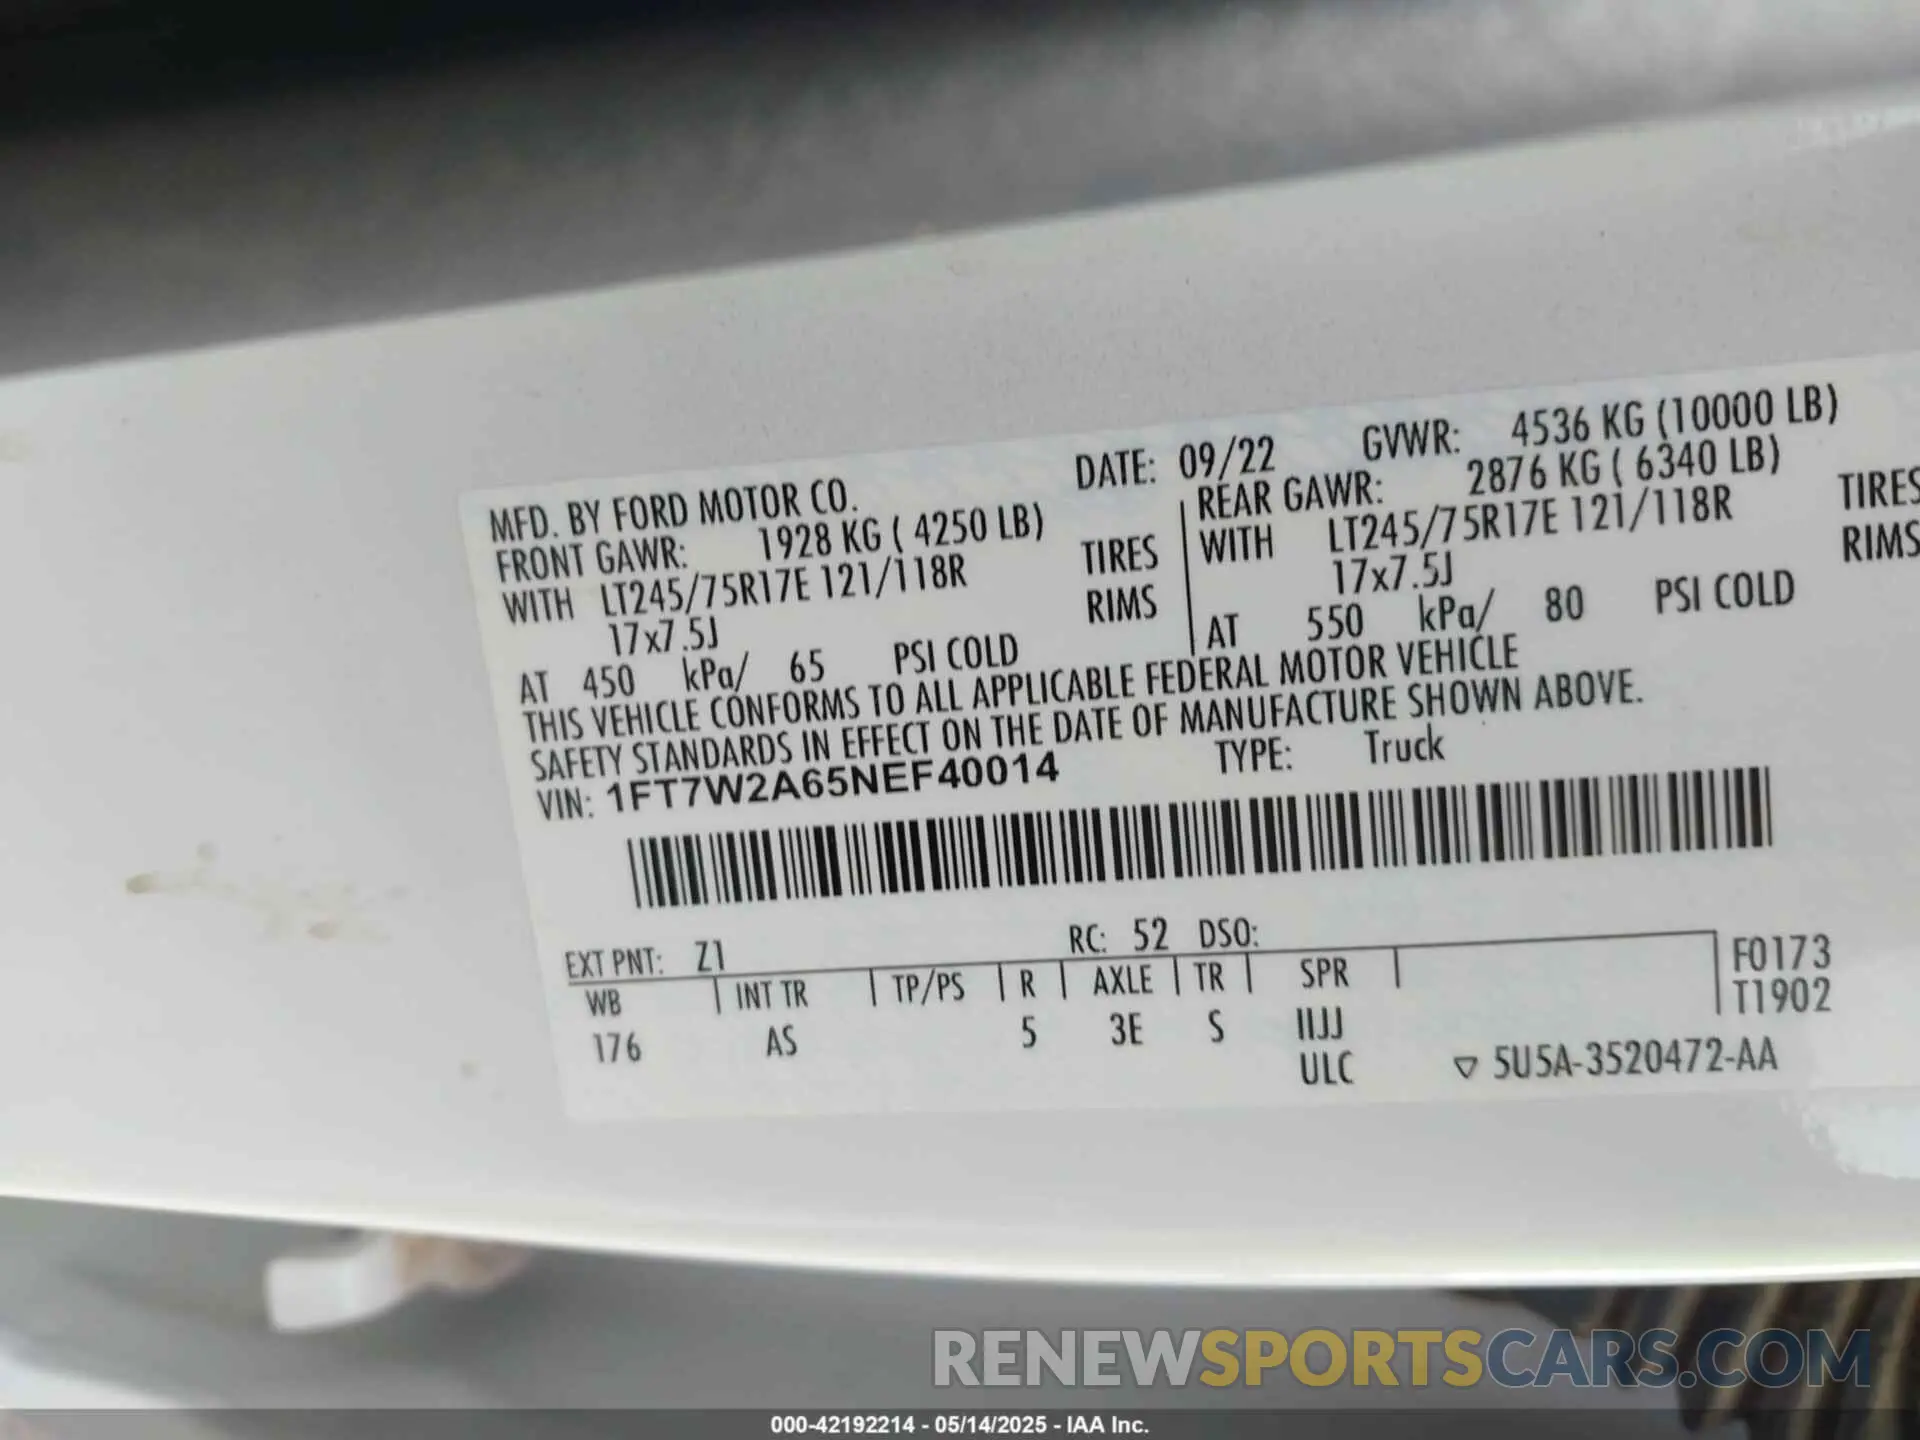 MFD. BY FORD MOTOR CO. DATE: 09/22 GVWR: 4536 KG (10000 LB)
FRONT GAWR: 1928 KG ( 4250 LB) REAR GAWR: 2876 KG ( 6340 LB)
WITH LT245/75R17E 121/118R TIRES WITH LT245/75R17E 121/118R TIRES
17x7.5J RIMS 17x7.5J RIMS
AT 450 kPa/ 65 PSI COLD AT 550 kPa/ 80 PSI COLD
THIS VEHICLE CONFORMS TO ALL APPLICABLE FEDERAL MOTOR VEHICLE
SAFETY STANDARDS IN EFFECT ON THE DATE OF MANUFACTURE SHOWN ABOVE.
VIN: 1FT7W2A65NEF40014 TYPE: Truck
EXT PNT: Z1 RC: 52 DSO:
WB INT TR TP/PS R AXLE TR SPR F0173
T1902
176 AS 5 3E S IIJJ
ULC ▽ 5U5A-3520472-AA
RENEWSPORTSCARS.COM
000-42192214 - 05/14/2025 - IAA Inc.